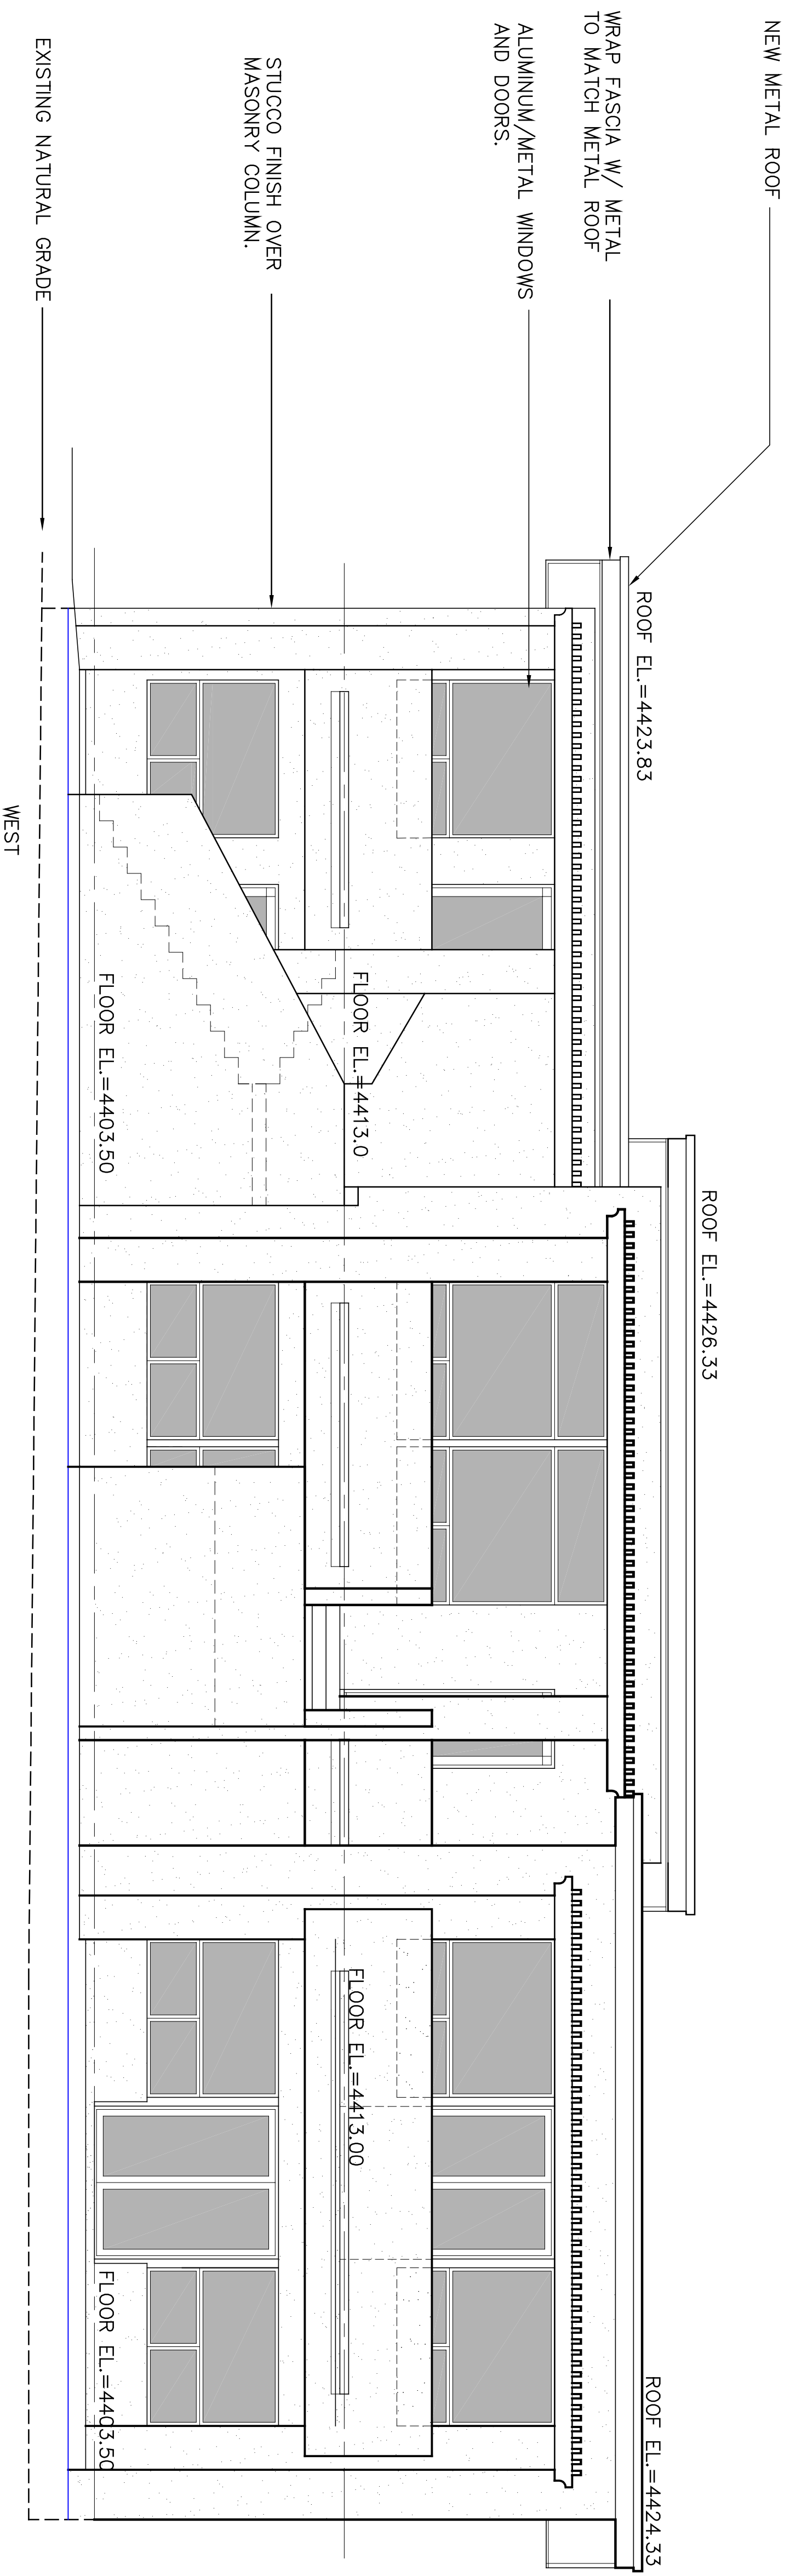 NEW METAL ROOF
WRAP FASCIA W/ METAL
TO MATCH METAL ROOF
ALUMINUM/METAL WINDOWS
AND DOORS.
STUCCO FINISH OVER
MASONRY COLUMN.
EXISTING NATURAL GRADE
ROOF EL.=4423.83
ROOF EL.=4426.33
ROOF EL.=4424.33
FLOOR EL.=4413.0
FLOOR EL.=4413.00
FLOOR EL.=4403.50
FLOOR EL.=4403.50
WEST